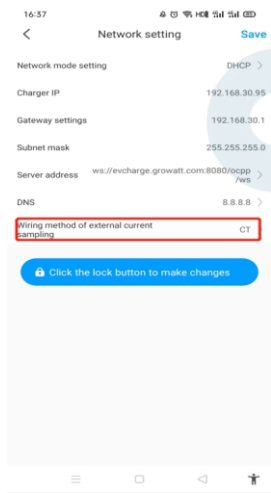 16:37
Network setting
Save
Network mode setting
DHCP
Charger IP
192.168.30.95
Gateway settings
192.168.30.1
Subnet mask
255.255.255.0
Server address
ws://evcharge.growatt.com:8080/ocpp
/ws
DNS
8.8.8.8
Wiring method of external current
sampling
CT
Click the lock button to make changes